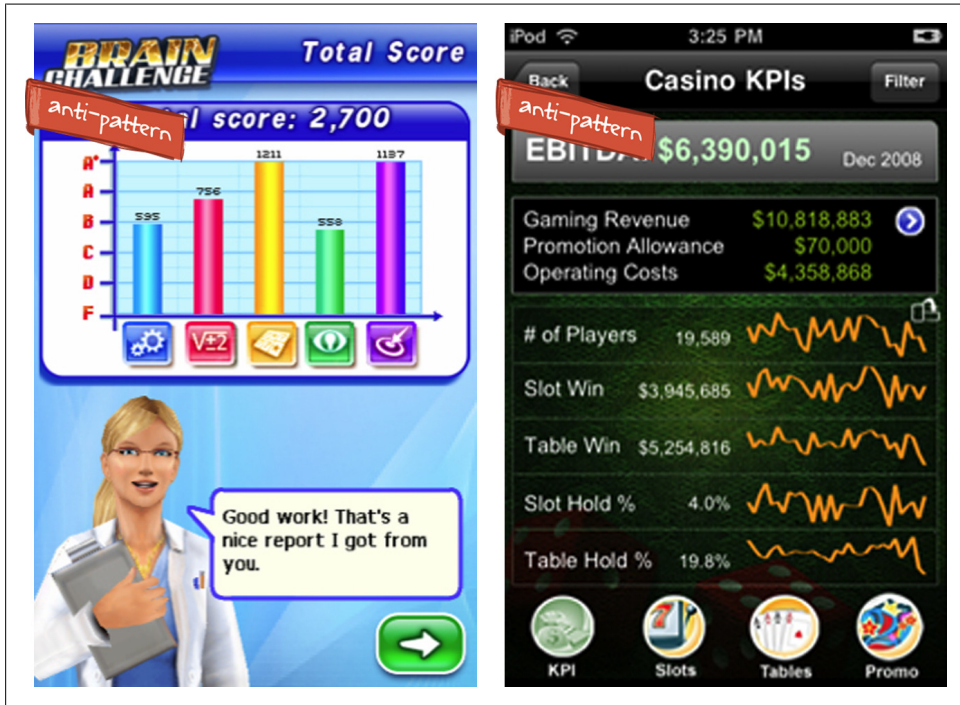 BRAIN
CHALLENGE
Total Score
anti-pattern
score: 2,700
A+
A
B
C
D
F
595
756
1211
558
1187
V±2
Good work! That's a
nice report I got from
you.
iPod
3:25 PM
Back
Casino KPIs
Filter
anti-pattern
EBITDA
$6,390,015
Dec 2008
Gaming Revenue $10,818,883
Promotion Allowance $70,000
Operating Costs $4,358,868
# of Players 19,589
Slot Win $3,945,685
Table Win $5,254,816
Slot Hold % 4.0%
Table Hold % 19.8%
KPI
Slots
Tables
Promo